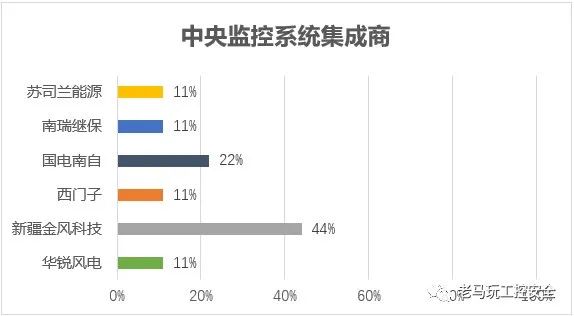 中央监控系统集成商
苏司兰能源 11%
南瑞继保 11%
国电南自 22%
西门子 11%
新疆金风科技 44%
华锐风电 11%
0% 20% 40% 60% 80% 100%
老马玩工控安全